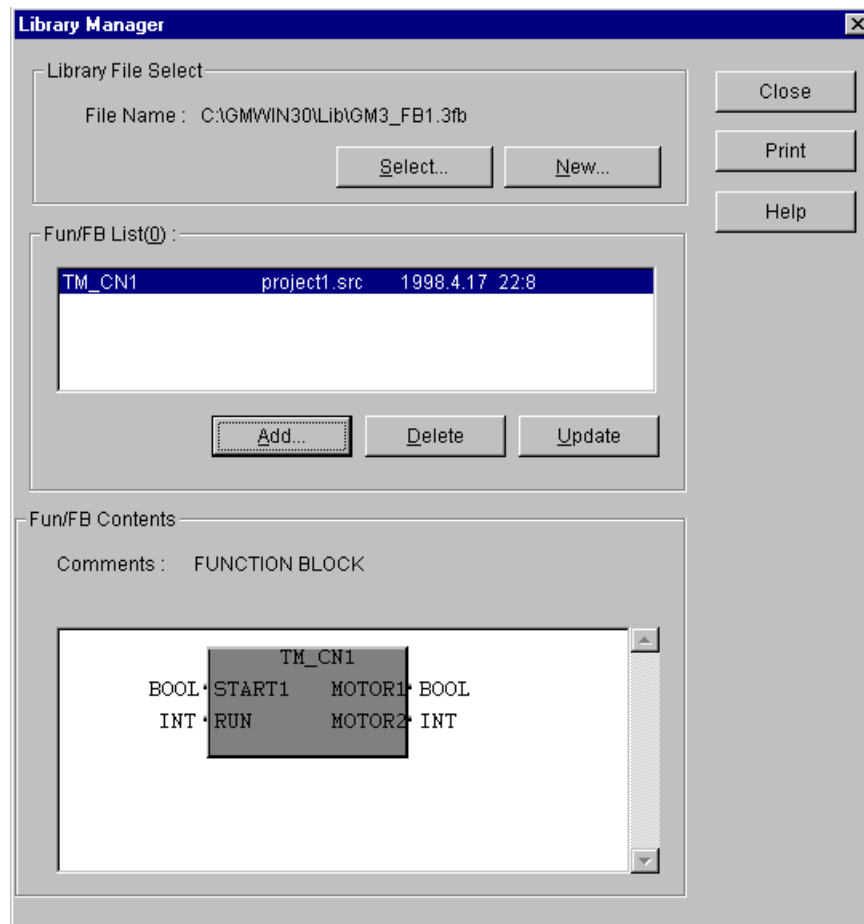 Library Manager
Library File Select
Close
File Name : C:\GMWIN30\Lib\GM3_FB1.3fb
Print
Select... New...
Help
Fun/FB List(0) :
TM_CN1 project1.src 1998.4.17 22:8
Add... Delete Update
Fun/FB Contents
Comments : FUNCTION BLOCK
TM_CN1
BOOL START1 MOTOR1 BOOL
INT RUN MOTOR2 INT